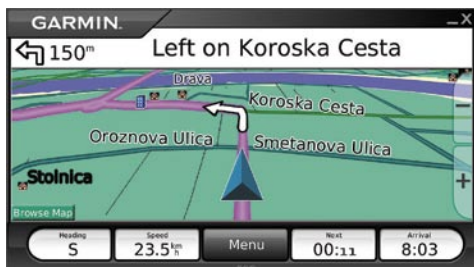 GARMIN.
150m
Left on Koroska Cesta
Drava
Koroska Cesta
Oroznova Ulica
Smetanova Ulica
Stolnica
Browse Map
Heading
S
Speed
23.5 km/h
Menu
Next
00:11
Arrival
8:03